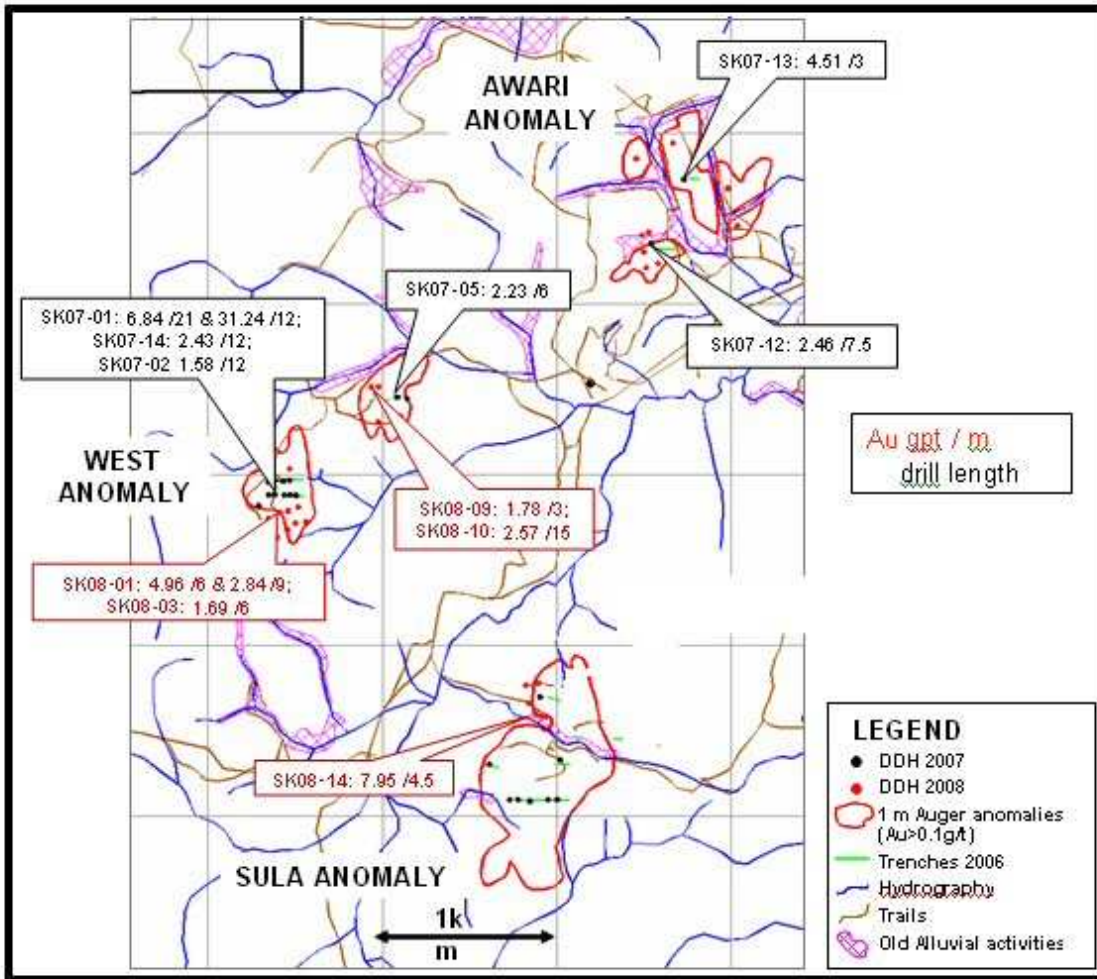 SK07-13: 4.51 /3
AWARI
ANOMALY
SK07-05: 2.23 /6
SK07-01: 6.84 /21 & 31.24 /12;
SK07-14: 2.43 /12;
SK07-02 1.58 /12
SK07-12: 2.46 /7.5
WEST
ANOMALY
Au gpt / m
drill length
SK08-09: 1.78 /3;
SK08-10: 2.57 /15
SK08-01: 4.96 /6 & 2.84 /9;
SK08-03: 1.69 /6
SK08-14: 7.95 /4.5
SULA ANOMALY
1k
m
LEGEND
DDH 2007
DDH 2008
1 m Auger anomalies
(Au>0.1g/t)
Trenches 2006
Hydrography
Trails
Old Alluvial activities